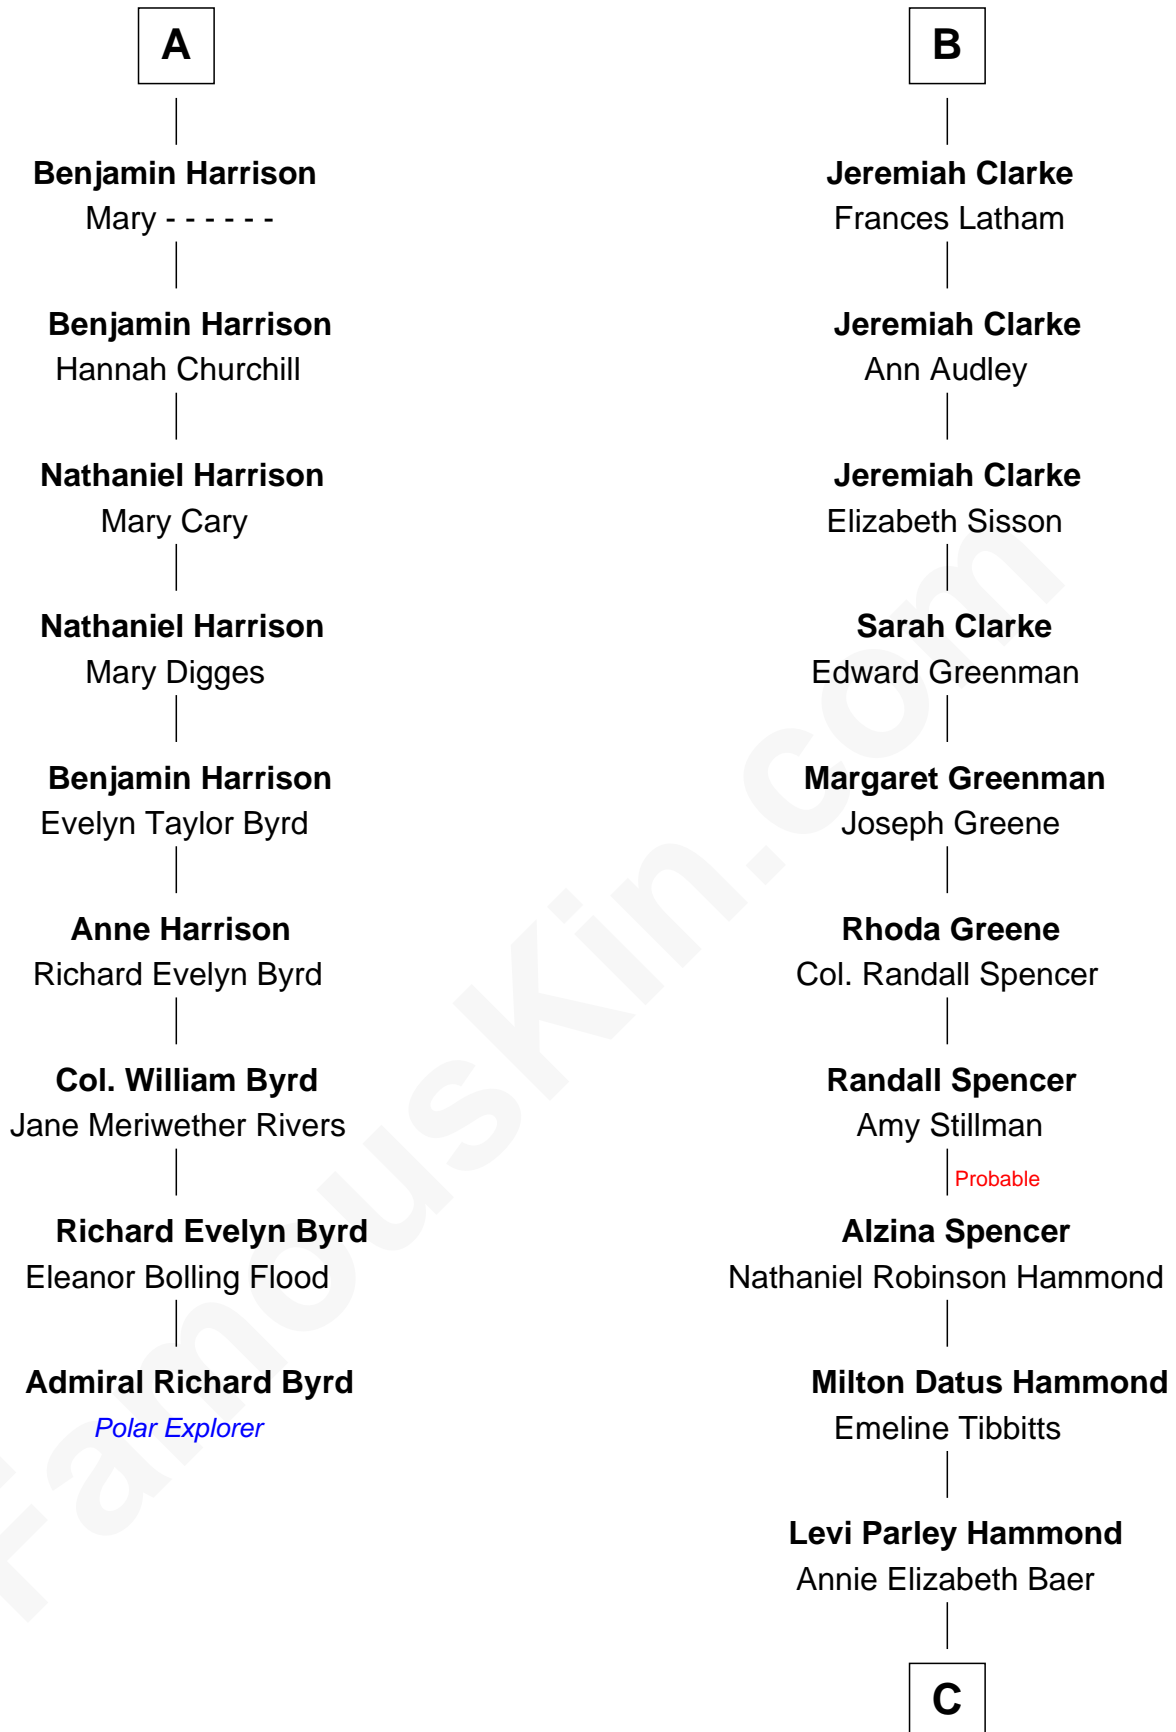 A
Benjamin Harrison
Mary - - - - - -
Benjamin Harrison
Hannah Churchill
Nathaniel Harrison
Mary Cary
Nathaniel Harrison
Mary Digges
Benjamin Harrison
Evelyn Taylor Byrd
Anne Harrison
Richard Evelyn Byrd
Col. William Byrd
Jane Meriwether Rivers
Richard Evelyn Byrd
Eleanor Bolling Flood
Admiral Richard Byrd
Polar Explorer
B
Jeremiah Clarke
Frances Latham
Jeremiah Clarke
Ann Audley
Jeremiah Clarke
Elizabeth Sisson
Sarah Clarke
Edward Greenman
Margaret Greenman
Joseph Greene
Rhoda Greene
Col. Randall Spencer
Randall Spencer
Amy Stillman
Probable
Alzina Spencer
Nathaniel Robinson Hammond
Milton Datus Hammond
Emeline Tibbitts
Levi Parley Hammond
Annie Elizabeth Baer
C
FamousKin.com